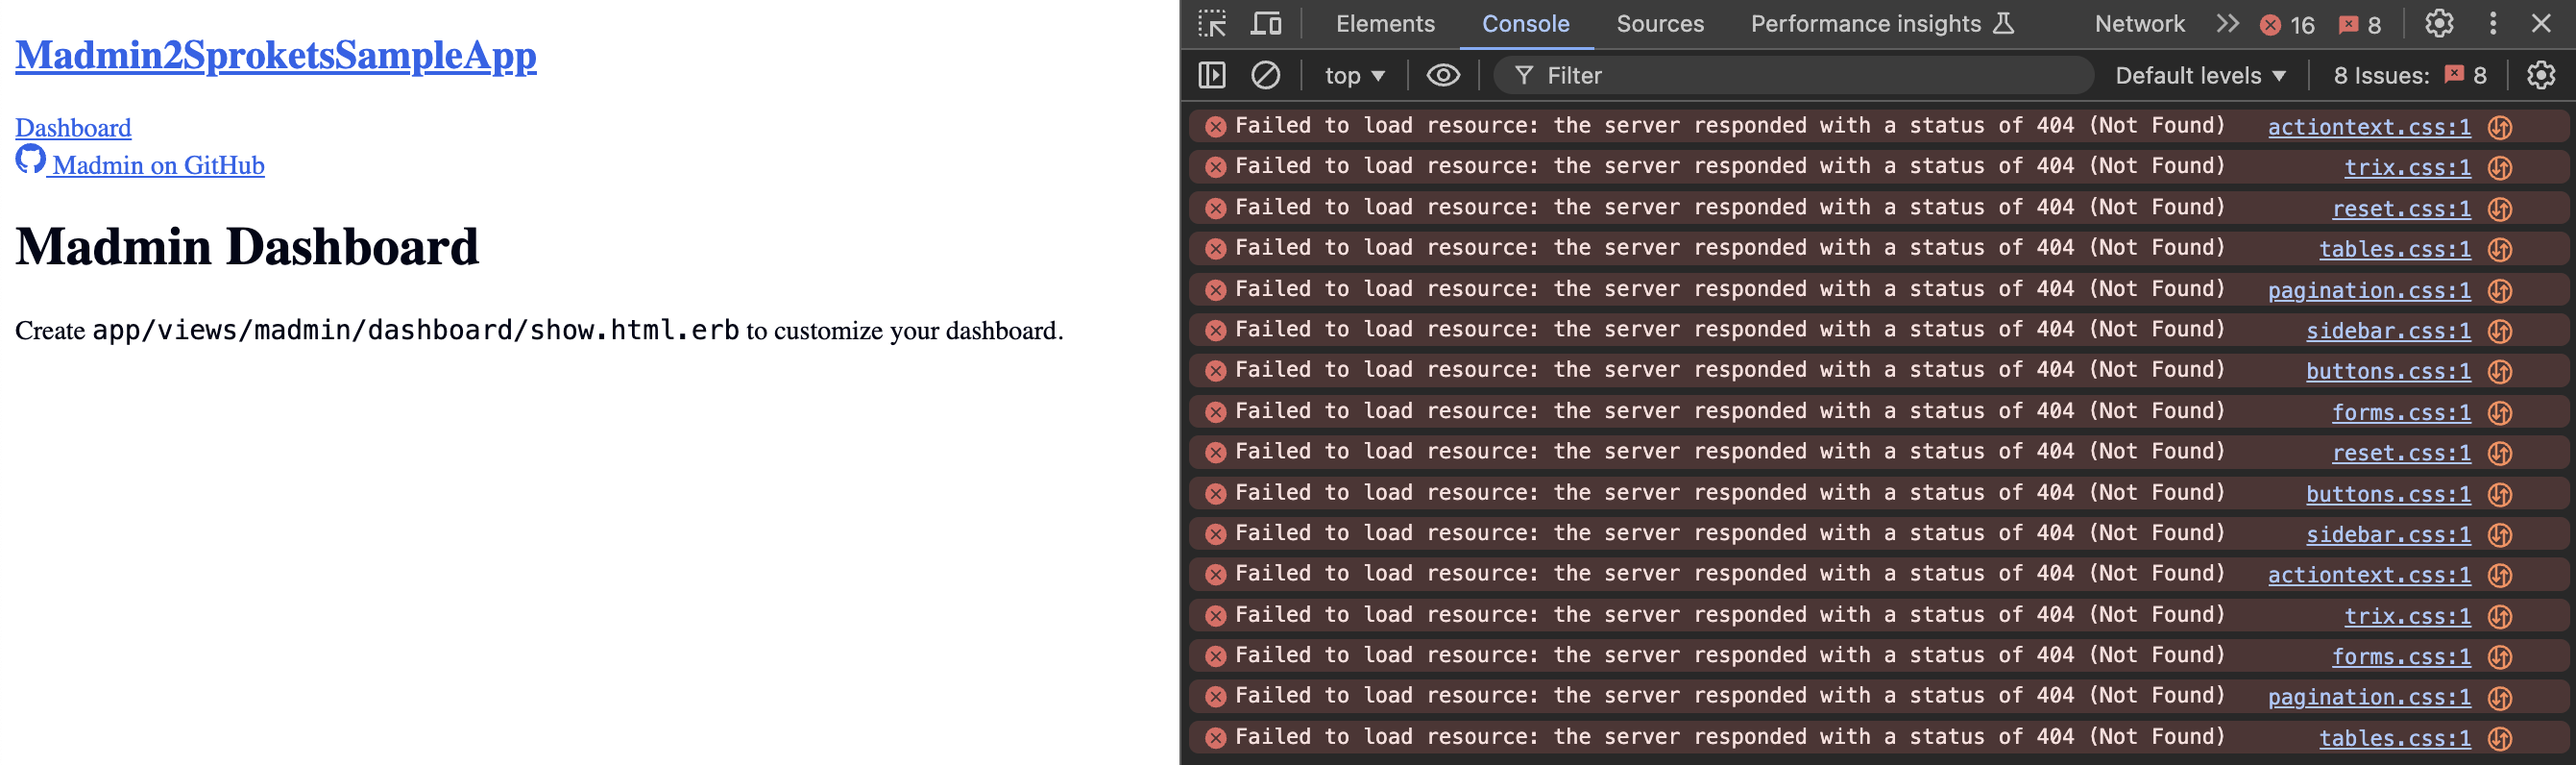 Madmin2SproketsSampleApp
Dashboard
Madmin on GitHub
Madmin Dashboard
Create app/views/madmin/dashboard/show.html.erb to customize your dashboard.
Elements Console Sources Performance insights Network 16 8
top Filter Default levels 8 Issues: 8
Failed to load resource: the server responded with a status of 404 (Not Found) actiontext.css:1
Failed to load resource: the server responded with a status of 404 (Not Found) trix.css:1
Failed to load resource: the server responded with a status of 404 (Not Found) reset.css:1
Failed to load resource: the server responded with a status of 404 (Not Found) tables.css:1
Failed to load resource: the server responded with a status of 404 (Not Found) pagination.css:1
Failed to load resource: the server responded with a status of 404 (Not Found) sidebar.css:1
Failed to load resource: the server responded with a status of 404 (Not Found) buttons.css:1
Failed to load resource: the server responded with a status of 404 (Not Found) forms.css:1
Failed to load resource: the server responded with a status of 404 (Not Found) reset.css:1
Failed to load resource: the server responded with a status of 404 (Not Found) buttons.css:1
Failed to load resource: the server responded with a status of 404 (Not Found) sidebar.css:1
Failed to load resource: the server responded with a status of 404 (Not Found) actiontext.css:1
Failed to load resource: the server responded with a status of 404 (Not Found) trix.css:1
Failed to load resource: the server responded with a status of 404 (Not Found) forms.css:1
Failed to load resource: the server responded with a status of 404 (Not Found) pagination.css:1
Failed to load resource: the server responded with a status of 404 (Not Found) tables.css:1